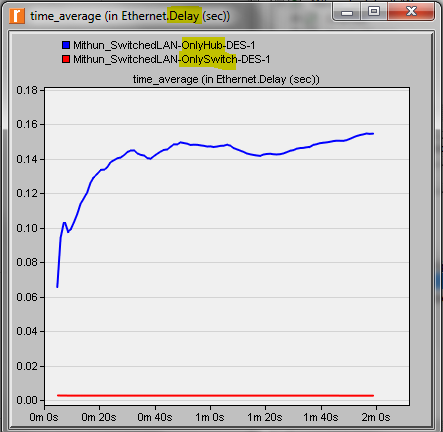 time_average (in Ethernet.Delay (sec))
Mithun_SwitchedLAN-OnlyHub-DES-1
Mithun_SwitchedLAN-OnlySwitch-DES-1
time_average (in Ethernet.Delay (sec))
0.18
0.16
0.14
0.12
0.10
0.08
0.06
0.04
0.02
0.00
0m 0s 0m 20s 0m 40s 1m 0s 1m 20s 1m 40s 2m 0s